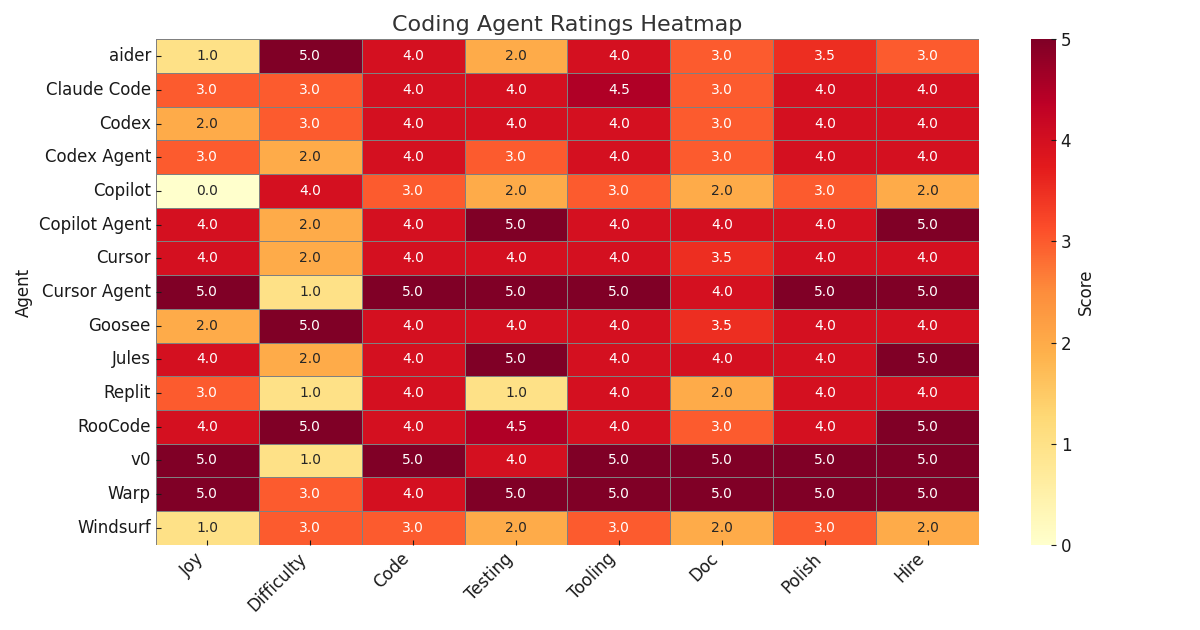 Coding Agent Ratings Heatmap
aider 1.0 5.0 4.0 2.0 4.0 3.0 3.5 3.0
Claude Code 3.0 3.0 4.0 4.0 4.5 3.0 4.0 4.0
Codex 2.0 3.0 4.0 4.0 4.0 3.0 4.0 4.0
Codex Agent 3.0 2.0 4.0 3.0 4.0 3.0 4.0 4.0
Copilot 0.0 4.0 3.0 2.0 3.0 2.0 3.0 2.0
Copilot Agent 4.0 2.0 4.0 5.0 4.0 4.0 4.0 5.0
Cursor 4.0 2.0 4.0 4.0 4.0 3.5 4.0 4.0
Cursor Agent 5.0 1.0 5.0 5.0 5.0 4.0 5.0 5.0
Goosee 2.0 5.0 4.0 4.0 4.0 3.5 4.0 4.0
Jules 4.0 2.0 4.0 5.0 4.0 4.0 4.0 5.0
Replit 3.0 1.0 4.0 1.0 4.0 2.0 4.0 4.0
RooCode 4.0 5.0 4.0 4.5 4.0 3.0 4.0 5.0
v0 5.0 1.0 5.0 4.0 5.0 5.0 5.0 5.0
Warp 5.0 3.0 4.0 5.0 5.0 5.0 5.0 5.0
Windsurf 1.0 3.0 3.0 2.0 3.0 2.0 3.0 2.0
Joy Difficulty Code Testing Tooling Doc Polish Hire
Agent
5
4
3
2
1
0
Score